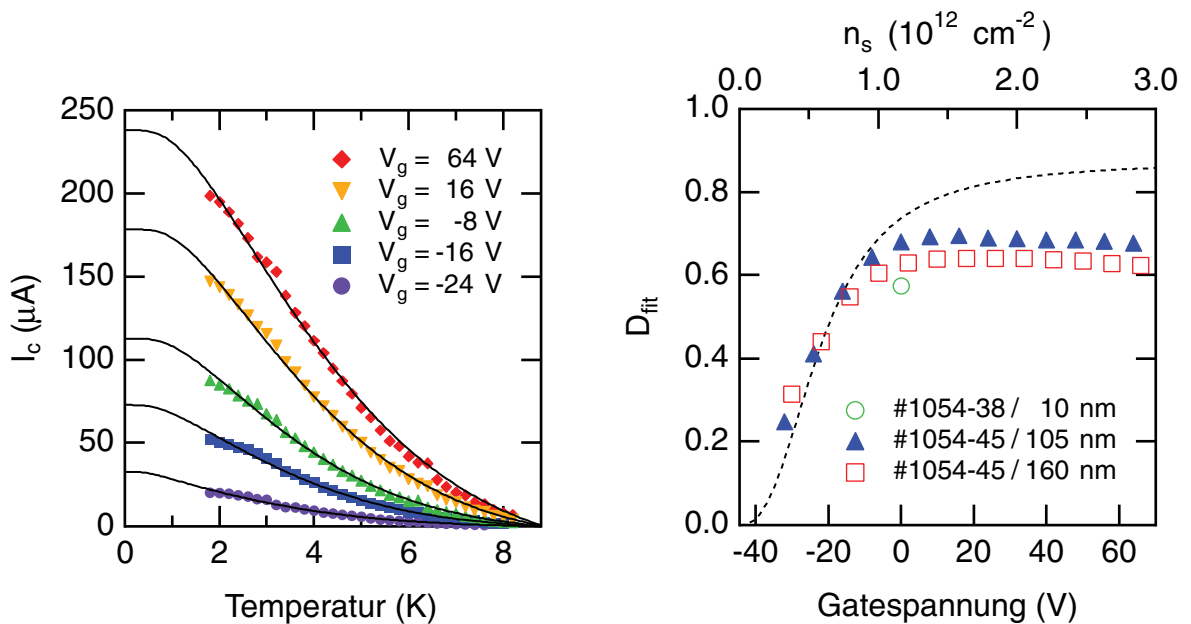 250
200
150
100
50
0
I_c (µA)
V_g = 64 V
V_g = 16 V
V_g = -8 V
V_g = -16 V
V_g = -24 V
0 2 4 6 8
Temperatur (K)
n_s (10^12 cm^-2)
0.0 1.0 2.0 3.0
1.0
0.8
0.6
0.4
0.2
0.0
D_fit
#1054-38 / 10 nm
#1054-45 / 105 nm
#1054-45 / 160 nm
-40 -20 0 20 40 60
Gatespannung (V)